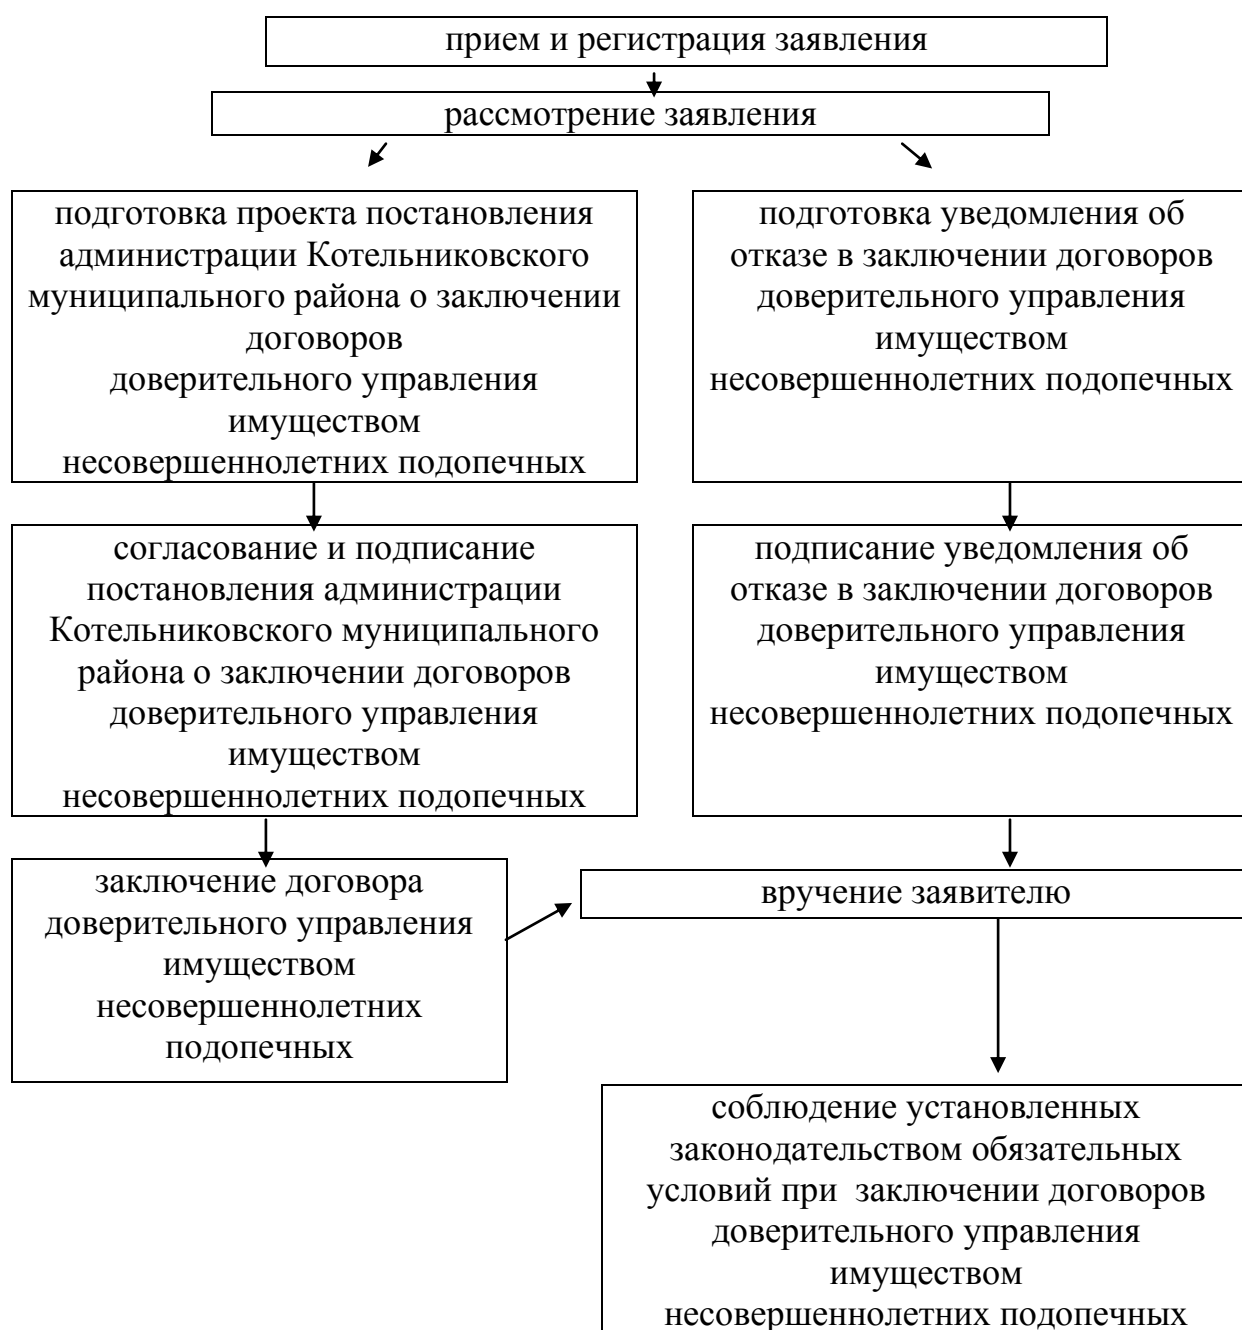 прием и регистрация заявления
рассмотрение заявления
подготовка проекта постановления
администрации Котельниковского
муниципального района о заключении
договоров
доверительного управления
имуществом
несовершеннолетних подопечных
подготовка уведомления об
отказе в заключении договоров
доверительного управления
имуществом
несовершеннолетних подопечных
согласование и подписание
постановления администрации
Котельниковского муниципального
района о заключении договоров
доверительного управления
имуществом
несовершеннолетних подопечных
подписание уведомления об
отказе в заключении договоров
доверительного управления
имуществом
несовершеннолетних подопечных
заключение договора
доверительного управления
имуществом
несовершеннолетних
подопечных
вручение заявителю
соблюдение установленных
законодательством обязательных
условий при  заключении договоров
доверительного управления
имуществом
несовершеннолетних подопечных